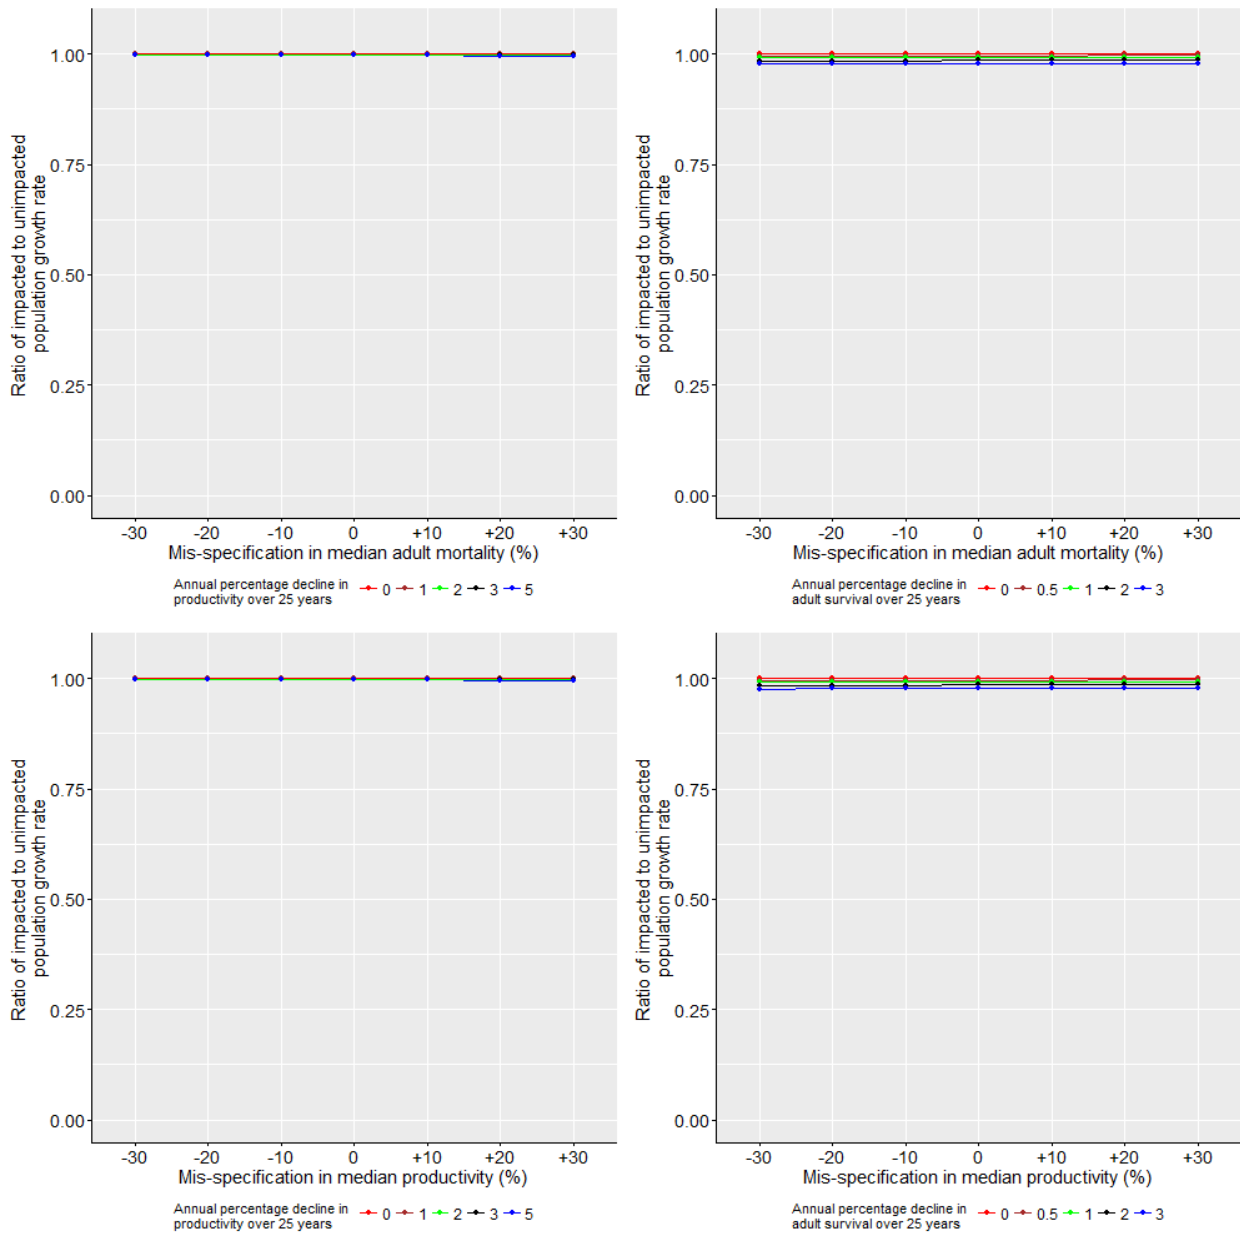 Ratio of impacted to unimpacted
population growth rate
1.00
0.75
0.50
0.25
0.00
-30 -20 -10 0 +10 +20 +30
Mis-specification in median adult mortality (%)
Annual percentage decline in
productivity over 25 years
0 1 2 3 5
Ratio of impacted to unimpacted
population growth rate
1.00
0.75
0.50
0.25
0.00
-30 -20 -10 0 +10 +20 +30
Mis-specification in median adult mortality (%)
Annual percentage decline in
adult survival over 25 years
0 0.5 1 2 3
Ratio of impacted to unimpacted
population growth rate
1.00
0.75
0.50
0.25
0.00
-30 -20 -10 0 +10 +20 +30
Mis-specification in median productivity (%)
Annual percentage decline in
productivity over 25 years
0 1 2 3 5
Ratio of impacted to unimpacted
population growth rate
1.00
0.75
0.50
0.25
0.00
-30 -20 -10 0 +10 +20 +30
Mis-specification in median productivity (%)
Annual percentage decline in
adult survival over 25 years
0 0.5 1 2 3